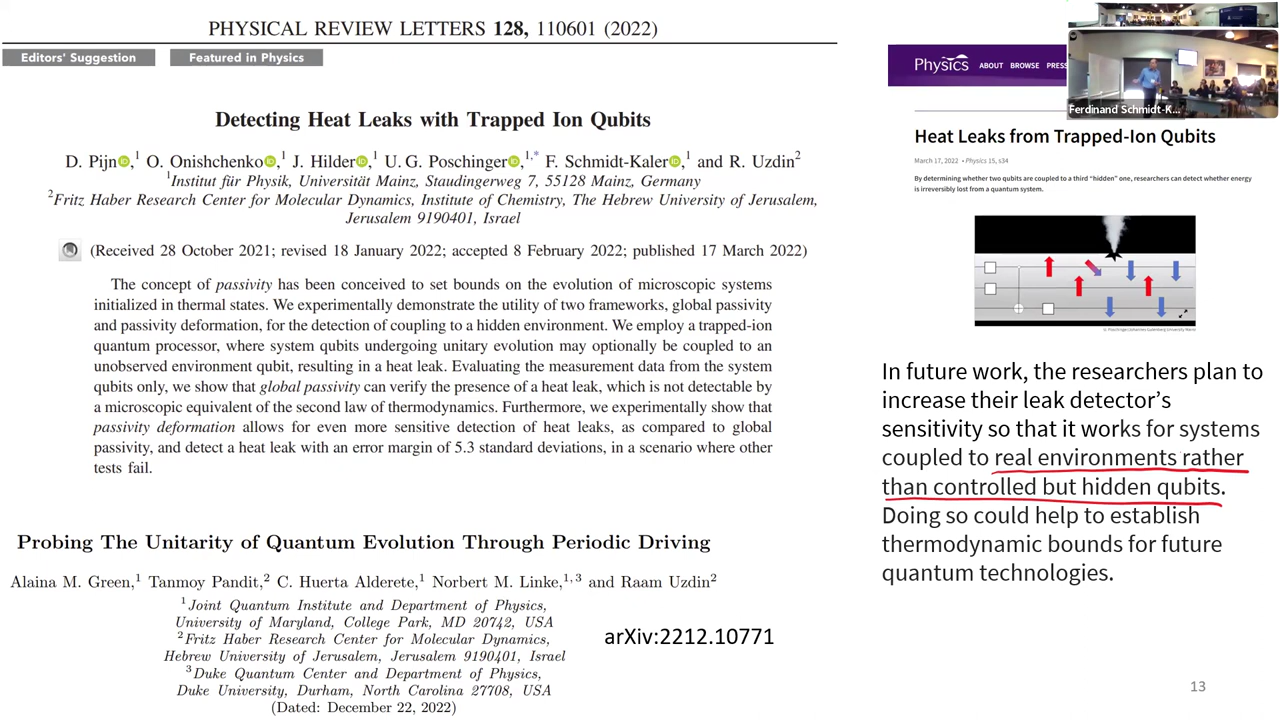 PHYSICAL REVIEW LETTERS 128, 110601 (2022)
Editors' Suggestion
Featured in Physics
Detecting Heat Leaks with Trapped Ion Qubits
D. Pijn,1 O. Onishchenko,1 J. Hilder,1 U. G. Poschinger,1,* F. Schmidt-Kaler,1 and R. Uzdin2
1Institut für Physik, Universität Mainz, Staudingerweg 7, 55128 Mainz, Germany
2Fritz Haber Research Center for Molecular Dynamics, Institute of Chemistry, The Hebrew University of Jerusalem,
Jerusalem 9190401, Israel
(Received 28 October 2021; revised 18 January 2022; accepted 8 February 2022; published 17 March 2022)
The concept of passivity has been conceived to set bounds on the evolution of microscopic systems
initialized in thermal states. We experimentally demonstrate the utility of two frameworks, global passivity
and passivity deformation, for the detection of coupling to a hidden environment. We employ a trapped-ion
quantum processor, where system qubits undergoing unitary evolution may optionally be coupled to an
unobserved environment qubit, resulting in a heat leak. Evaluating the measurement data from the system
qubits only, we show that global passivity can verify the presence of a heat leak, which is not detectable by
a microscopic equivalent of the second law of thermodynamics. Furthermore, we experimentally show that
passivity deformation allows for even more sensitive detection of heat leaks, as compared to global
passivity, and detect a heat leak with an error margin of 5.3 standard deviations, in a scenario where other
tests fail.
Probing The Unitarity of Quantum Evolution Through Periodic Driving
Alaina M. Green,1 Tanmoy Pandit,2 C. Huerta Alderete,1 Norbert M. Linke,1,3 and Raam Uzdin2
1Joint Quantum Institute and Department of Physics,
University of Maryland, College Park, MD 20742, USA
2Fritz Haber Research Center for Molecular Dynamics,
Hebrew University of Jerusalem, Jerusalem 9190401, Israel
3Duke Quantum Center and Department of Physics,
Duke University, Durham, North Carolina 27708, USA
(Dated: December 22, 2022)
arXiv:2212.10771
Physics ABOUT BROWSE PRESS
Ferdinand Schmidt-K...
Heat Leaks from Trapped-Ion Qubits
March 17, 2022 • Physics 15, s34
By determining whether two qubits are coupled to a third "hidden" one, researchers can detect whether energy
is irreversibly lost from a quantum system.
In future work, the researchers plan to
increase their leak detector's
sensitivity so that it works for systems
coupled to real environments rather
than controlled but hidden qubits.
Doing so could help to establish
thermodynamic bounds for future
quantum technologies.
13